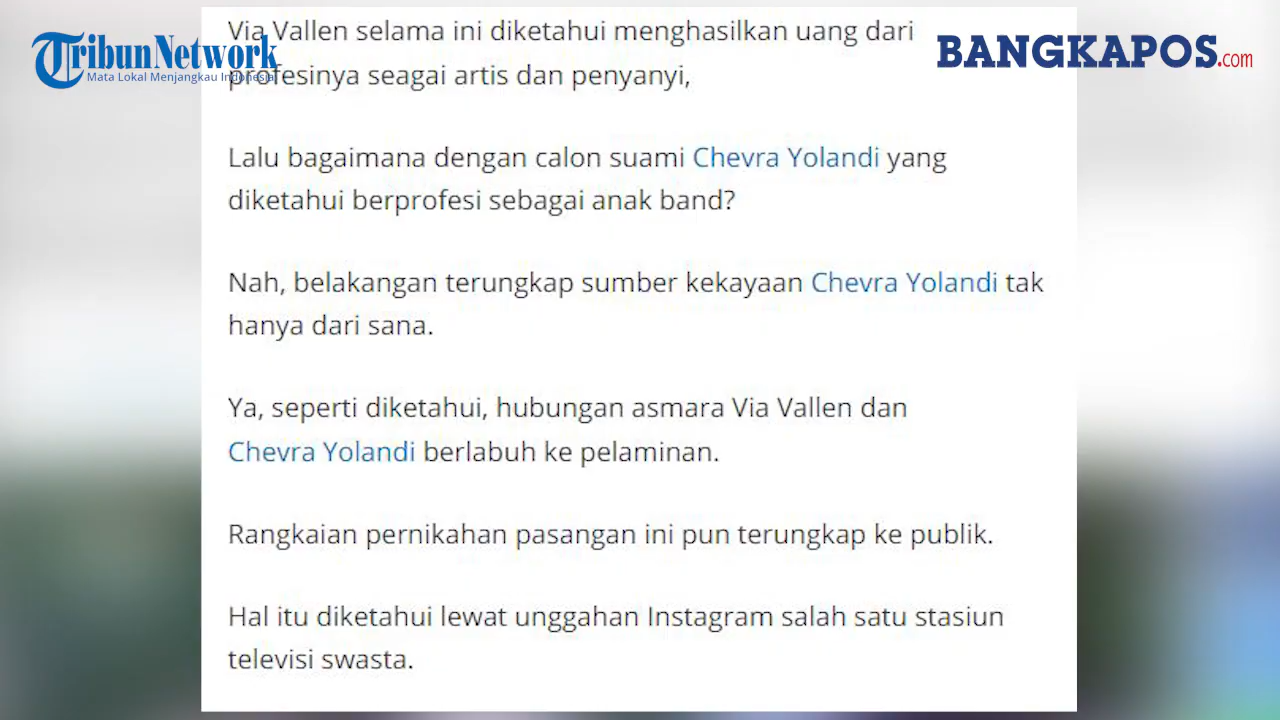 Via Vallen selama ini diketahui menghasilkan uang dari
TribunNetwork
Mata Lokal Menjangkau Indonesia
BANGKAPOS.com
profesinya seagai artis dan penyanyi,
Lalu bagaimana dengan calon suami Chevra Yolandi yang
diketahui berprofesi sebagai anak band?
Nah, belakangan terungkap sumber kekayaan Chevra Yolandi tak
hanya dari sana.
Ya, seperti diketahui, hubungan asmara Via Vallen dan
Chevra Yolandi berlabuh ke pelaminan.
Rangkaian pernikahan pasangan ini pun terungkap ke publik.
Hal itu diketahui lewat unggahan Instagram salah satu stasiun
televisi swasta.